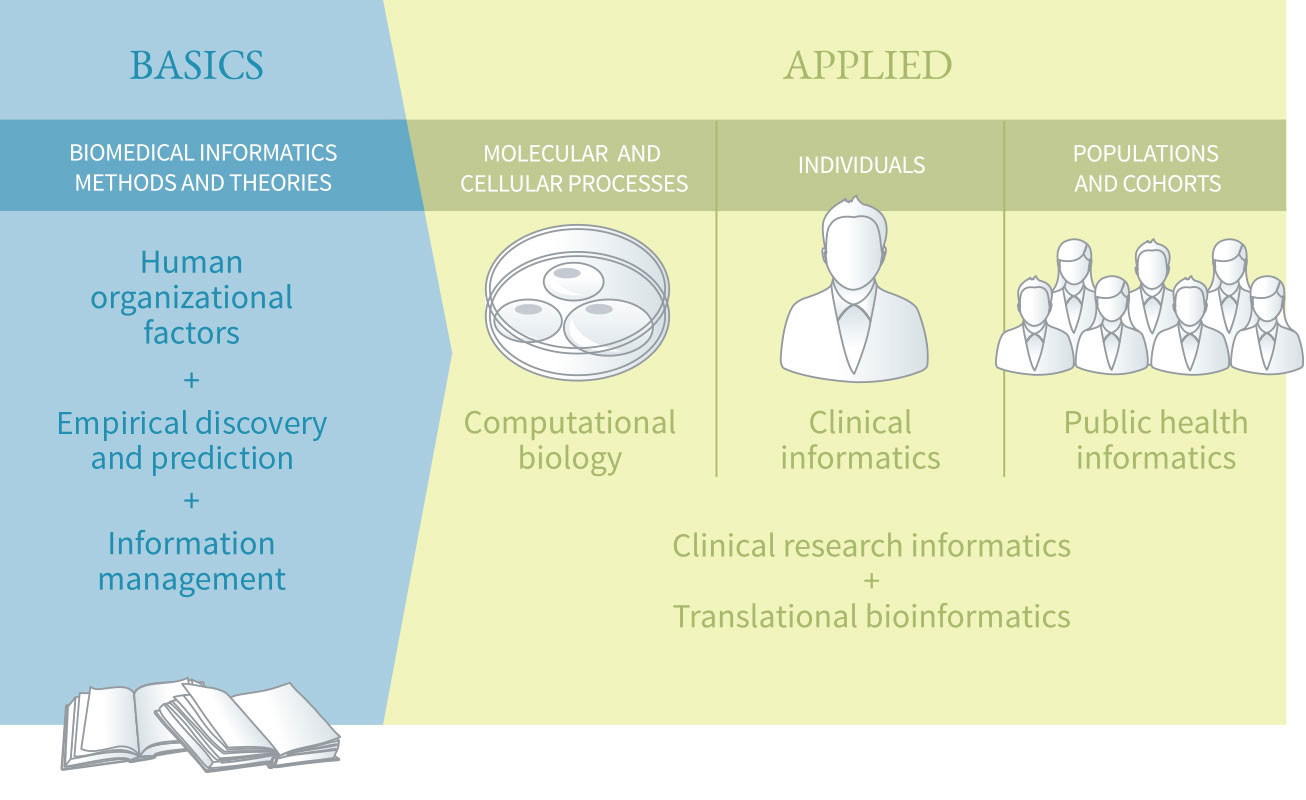 BASICS
BIOMEDICAL INFORMATICS
METHODS AND THEORIES
Human
organizational
factors
+
Empirical discovery
and prediction
+
Information
management
APPLIED
MOLECULAR AND
CELLULAR PROCESSES
Computational
biology
INDIVIDUALS
Clinical
informatics
POPULATIONS
AND COHORTS
Public health
informatics
Clinical research informatics
+
Translational bioinformatics